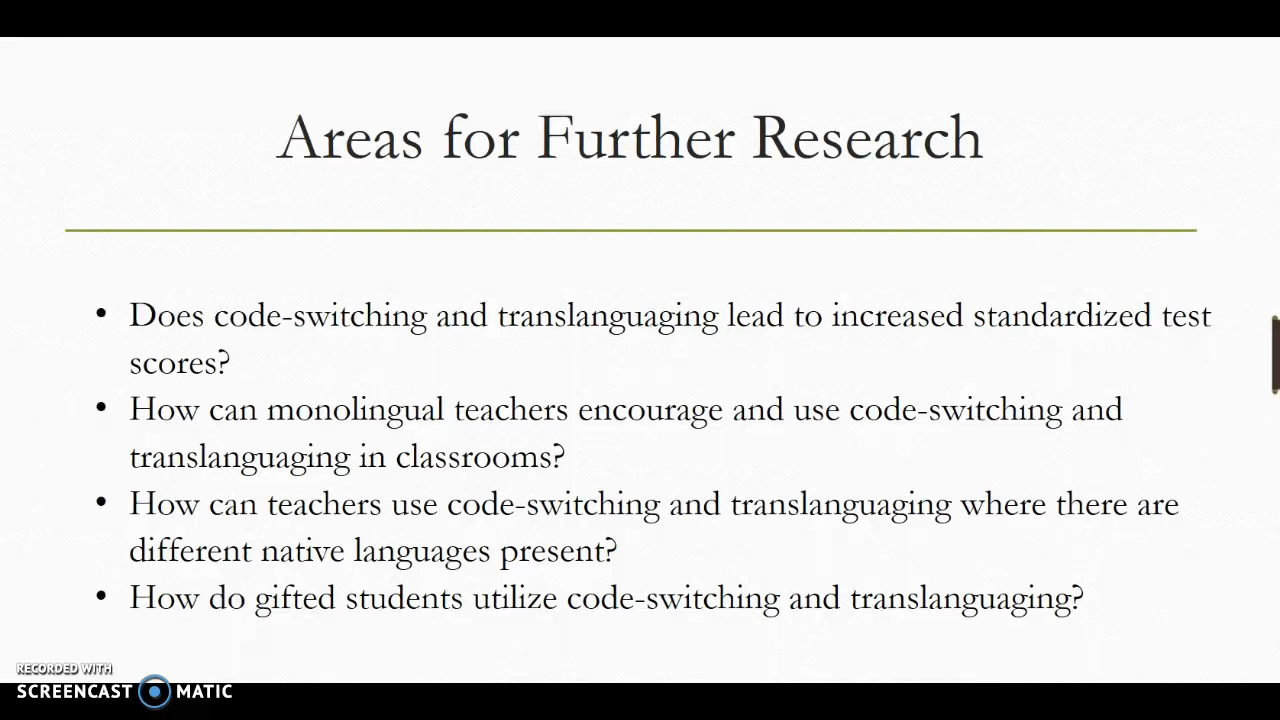 Areas for Further Research
• Does code-switching and translanguaging lead to increased standardized test
scores?
• How can monolingual teachers encourage and use code-switching and
translanguaging in classrooms?
• How can teachers use code-switching and translanguaging where there are
different native languages present?
• How do gifted students utilize code-switching and translanguaging?
RECORDED WITH
SCREENCAST MATIC